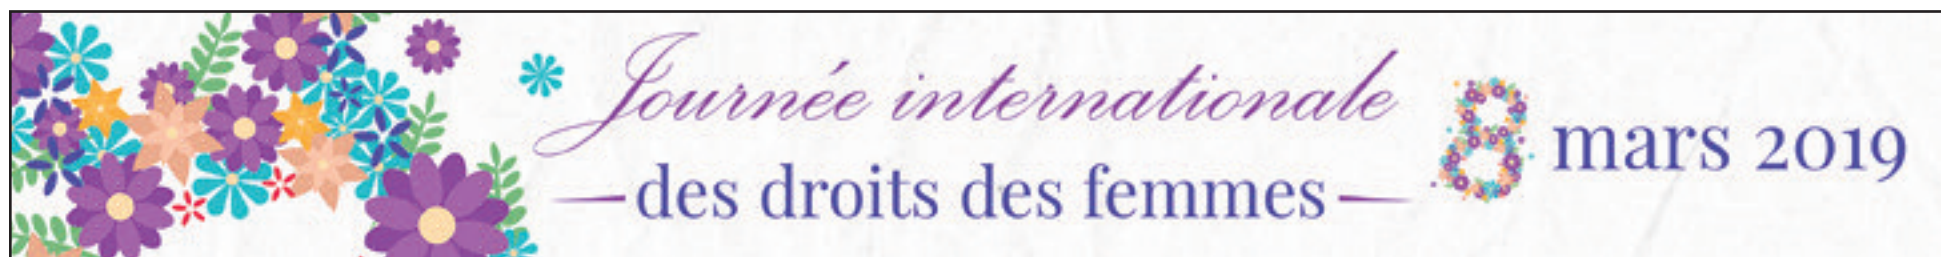 Journée internationale
des droits des femmes
8 mars 2019